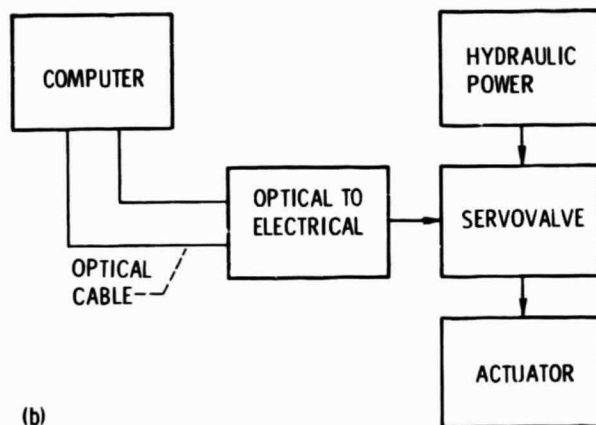 COMPUTER
HYDRAULIC
POWER
OPTICAL TO
ELECTRICAL
SERVOVALVE
OPTICAL
CABLE
ACTUATOR
(b)